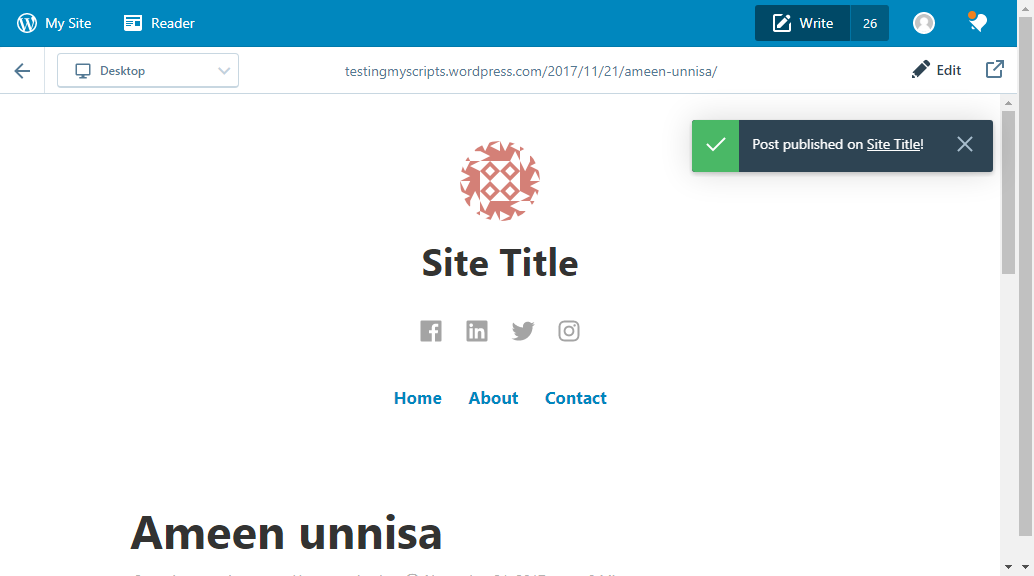 My Site
Reader
Write
26
Desktop
testingmyscripts.wordpress.com/2017/11/21/ameen-unnisa/
Edit
Post published on Site Title!
Site Title
Home
About
Contact
Ameen unnisa